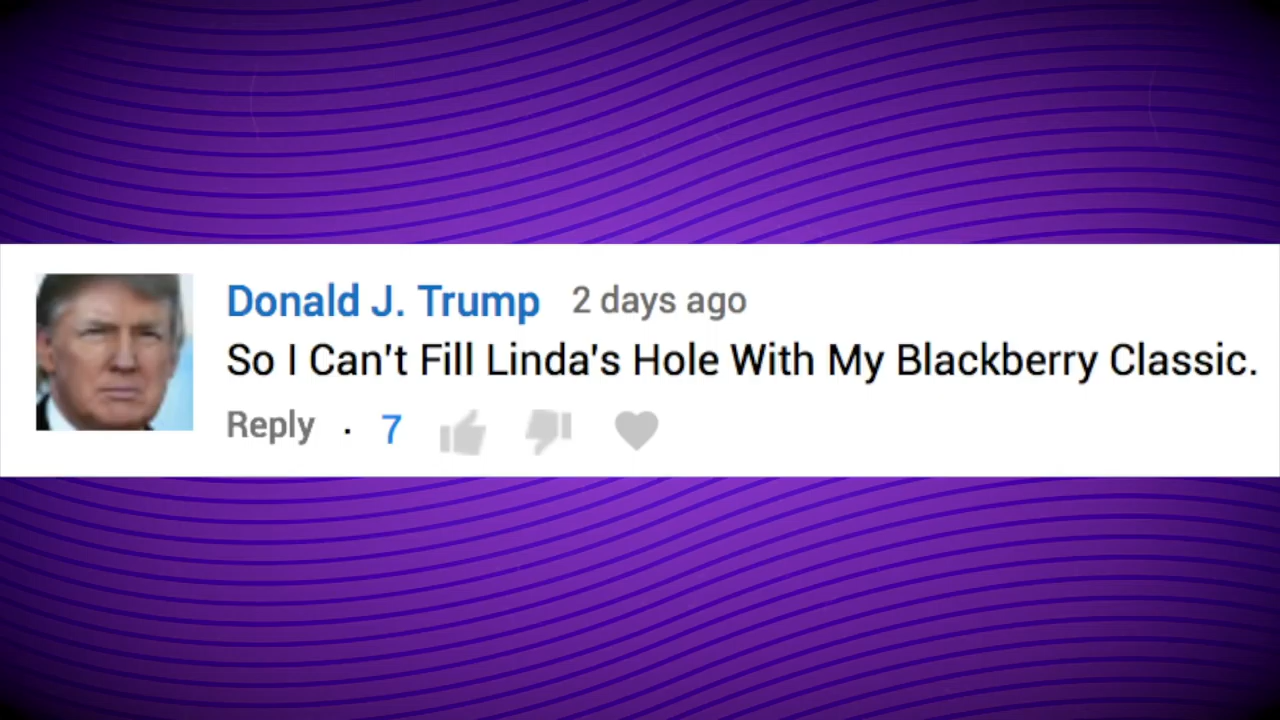 Donald J. Trump 2 days ago
So I Can't Fill Linda's Hole With My Blackberry Classic.
Reply · 7